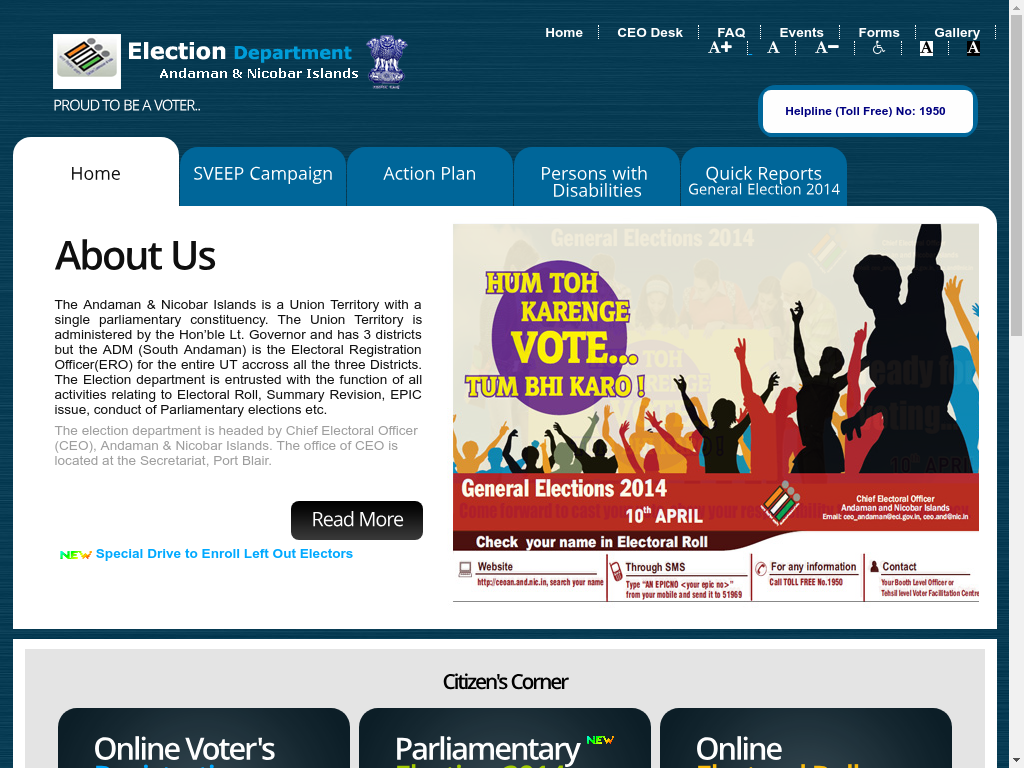 Home
CEO Desk
FAQ
Events
Forms
Gallery
A+
A
A-
A
A
Election Department
Andaman & Nicobar Islands
PROUD TO BE A VOTER..
Helpline (Toll Free) No: 1950
Home
SVEEP Campaign
Action Plan
Persons with
Disabilities
Quick Reports
General Election 2014
About Us
The Andaman & Nicobar Islands is a Union Territory with a
single parliamentary constituency. The Union Territory is
administered by the Hon'ble Lt. Governor and has 3 districts
but the ADM (South Andaman) is the Electoral Registration
Officer(ERO) for the entire UT accross all the three Districts.
The Election department is entrusted with the function of all
activities relating to Electoral Roll, Summary Revision, EPIC
issue, conduct of Parliamentary elections etc.
The election department is headed by Chief Electoral Officer
(CEO), Andaman & Nicobar Islands. The office of CEO is
located at the Secretariat, Port Blair.
Read More
NEW Special Drive to Enroll Left Out Electors
General Elections 2014
HUM TOH
KARENGE
VOTE...
TUM BHI KARO !
General Elections 2014
10th APRIL
Chief Electoral Officer
Andaman and Nicobar Islands
Email: ceo_andaman@eci.gov.in, ceo.and@nic.in
Check your name in Electoral Roll
Website
http://ceoan.and.nic.in, search your name
Through SMS
Type "AN EPICNO <your epic no>"
from your mobile and send it to 51969
For any information
Call TOLL FREE No.1950
Contact
Your Booth Level Officer or
Tehsil level Voter Facilitation Centre
Citizen's Corner
Online Voter's
Parliamentary NEW
Online